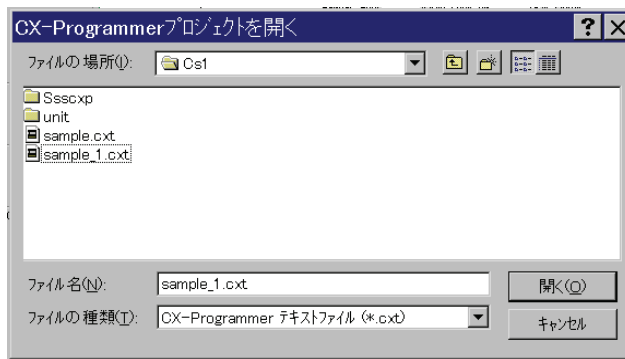 CX-Programmerプロジェクトを開く
ファイルの場所(I): Cs1
Ssscxp
unit
sample.cxt
sample_1.cxt
ファイル名(N): sample_1.cxt 開く(O)
ファイルの種類(T): CX-Programmer テキストファイル (*.cxt) キャンセル